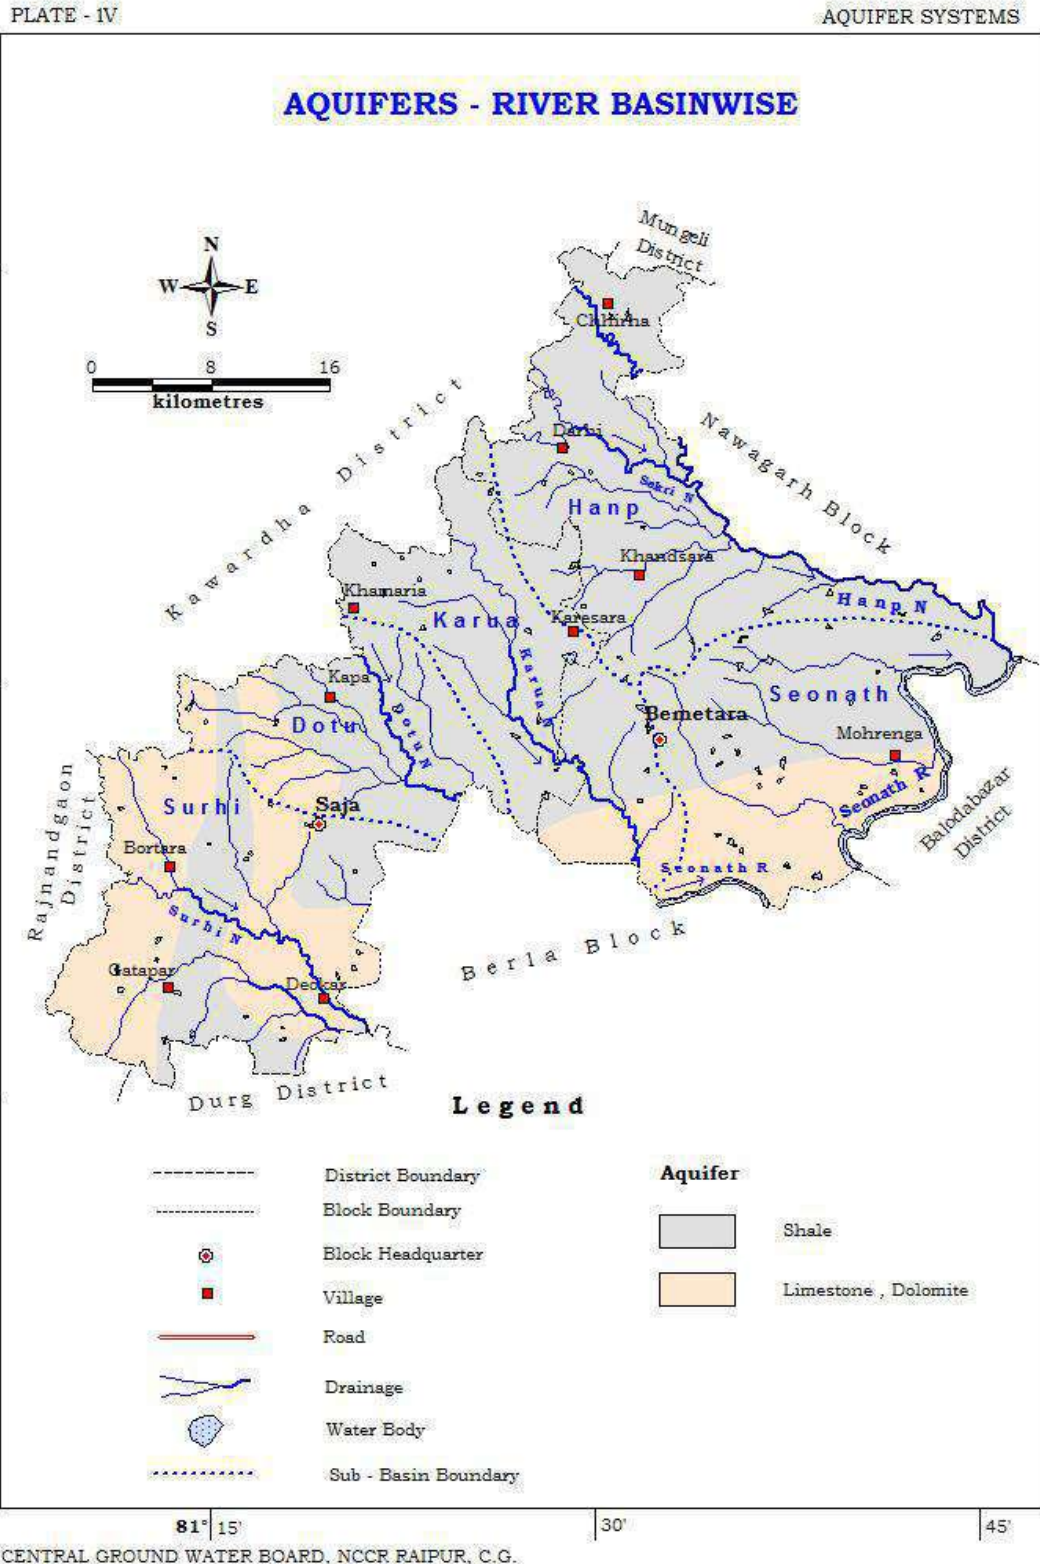 PLATE - 1V
AQUIFER SYSTEMS
AQUIFERS - RIVER BASINWISE
Mungeli
District
N
W E
S
0 8 16
kilometres
Chhirha
Kawardha District
Nawagarh Block
Darhi
Sekri N
Hanp
Khandsara
Khamaria
Hanp N
Karua
Karesara
Karua N
Kapa
Seonath
Dotu
Dotu N
Bemetara
Mohrenga
Rajnandgaon
District
Surhi
Saja
Seonath R
Balodabazar
District
Bortara
Seonath R
Surhi N
Berla Block
Gatapar
Deokar
Durg District
Legend
District Boundary
Block Boundary
Block Headquarter
Village
Road
Drainage
Water Body
Sub - Basin Boundary
Aquifer
Shale
Limestone , Dolomite
81° 15' 30' 45'
CENTRAL GROUND WATER BOARD, NCCR RAIPUR, C.G.